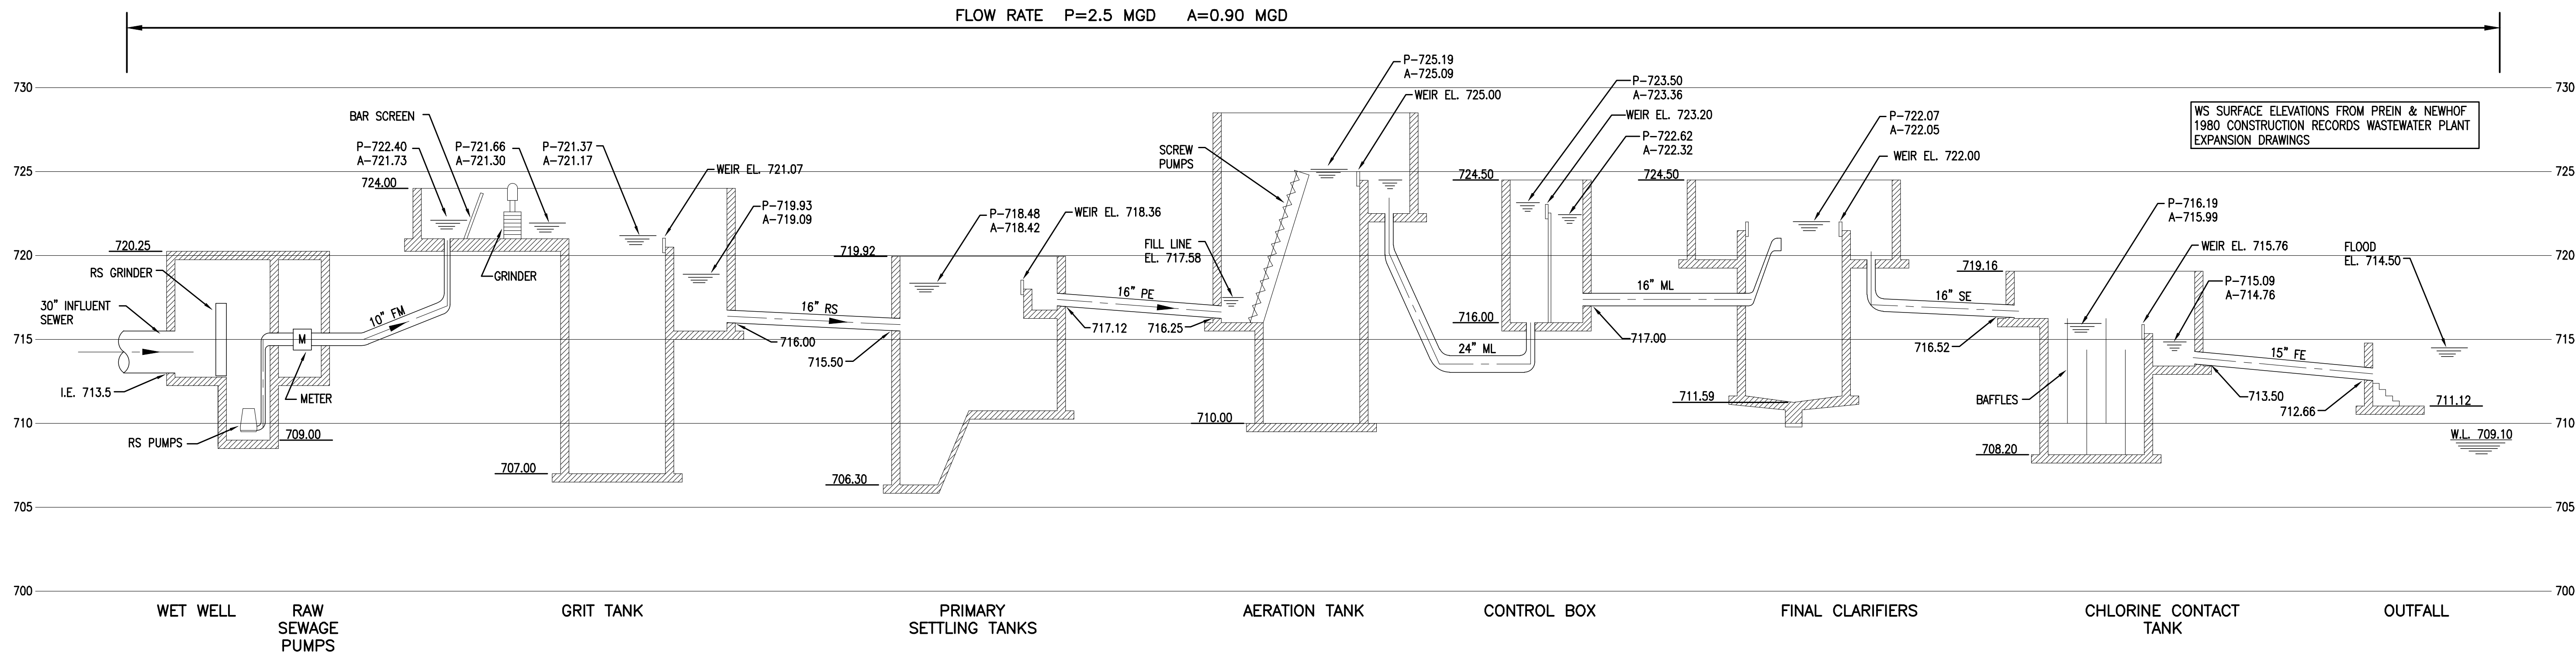 FLOW RATE P=2.5 MGD A=0.90 MGD
730
725
720
715
710
705
700
730
725
720
715
710
705
700
WS SURFACE ELEVATIONS FROM PREIN & NEWHOF
1980 CONSTRUCTION RECORDS WASTEWATER PLANT
EXPANSION DRAWINGS
720.25
RS GRINDER
30" INFLUENT
SEWER
I.E. 713.5
RS PUMPS
709.00
M
METER
10" FM
BAR SCREEN
P-722.40
A-721.73
724.00
P-721.66
A-721.30
GRINDER
P-721.37
A-721.17
WEIR EL. 721.07
P-719.93
A-719.09
707.00
716.00
16" RS
715.50
719.92
P-718.48
A-718.42
WEIR EL. 718.36
706.30
717.12
16" PE
716.25
FILL LINE
EL. 717.58
SCREW
PUMPS
P-725.19
A-725.09
WEIR EL. 725.00
710.00
24" ML
724.50
P-723.50
A-723.36
WEIR EL. 723.20
P-722.62
A-722.32
716.00
717.00
16" ML
724.50
P-722.07
A-722.05
WEIR EL. 722.00
711.59
16" SE
716.52
719.16
P-716.19
A-715.99
WEIR EL. 715.76
P-715.09
A-714.76
BAFFLES
708.20
713.50
15" FE
712.66
FLOOD
EL. 714.50
711.12
W.L. 709.10
WET WELL
RAW
SEWAGE
PUMPS
GRIT TANK
PRIMARY
SETTLING TANKS
AERATION TANK
CONTROL BOX
FINAL CLARIFIERS
CHLORINE CONTACT
TANK
OUTFALL